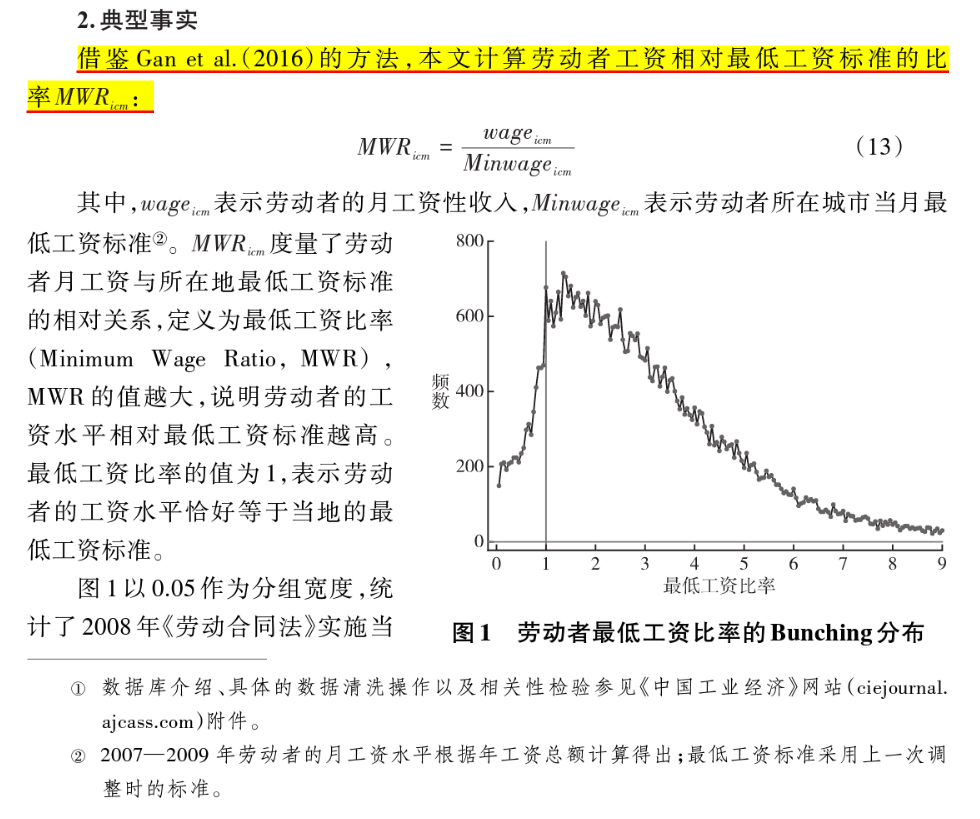 2.典型事实
借鉴 Gan et al.(2016)的方法,本文计算劳动者工资相对最低工资标准的比
率MWR_icm:
MWR_icm = wage_icm / Minwage_icm (13)
其中,wage_icm表示劳动者的月工资性收入,Minwage_icm表示劳动者所在城市当月最
低工资标准②。MWR_icm度量了劳动
者月工资与所在地最低工资标准
的相对关系,定义为最低工资比率
(Minimum Wage Ratio, MWR),
MWR的值越大,说明劳动者的工
资水平相对最低工资标准越高。
最低工资比率的值为1,表示劳动
者的工资水平恰好等于当地的最
低工资标准。
图1以0.05作为分组宽度,统
计了2008年《劳动合同法》实施当
800
600
频数
400
200
0
0 1 2 3 4 5 6 7 8 9
最低工资比率
图1 劳动者最低工资比率的Bunching分布
① 数据库介绍、具体的数据清洗操作以及相关性检验参见《中国工业经济》网站(ciejournal.
ajcass.com)附件。
② 2007—2009年劳动者的月工资水平根据年工资总额计算得出;最低工资标准采用上一次调
整时的标准。